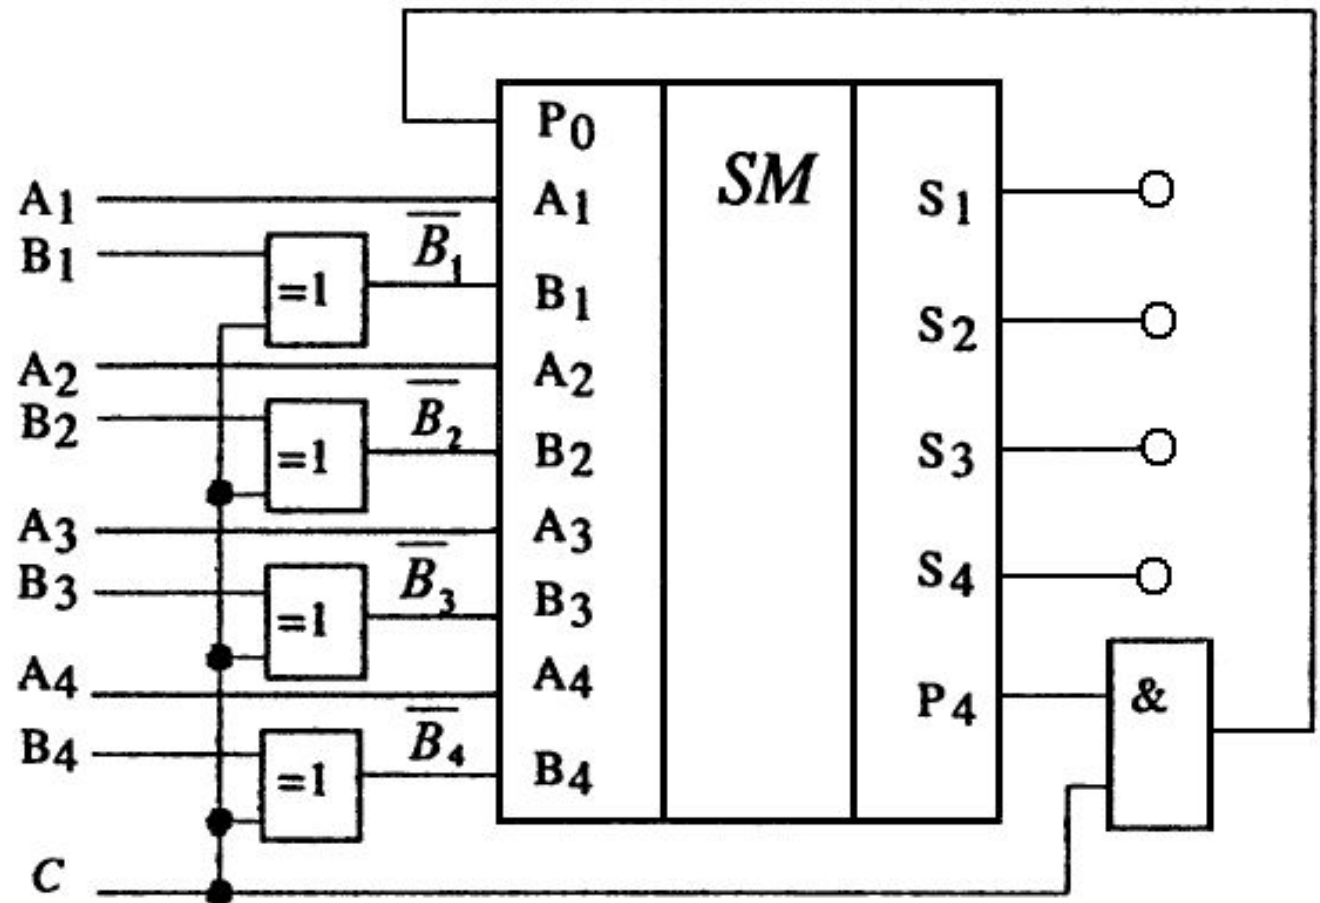 P0
SM
A1
A1
S1
B1
B̅1
=1
B1
A2
A2
S2
B2
B̅2
=1
B2
A3
A3
S3
B3
B̅3
=1
B3
A4
A4
S4
B4
B̅4
=1
B4
P4
&
C